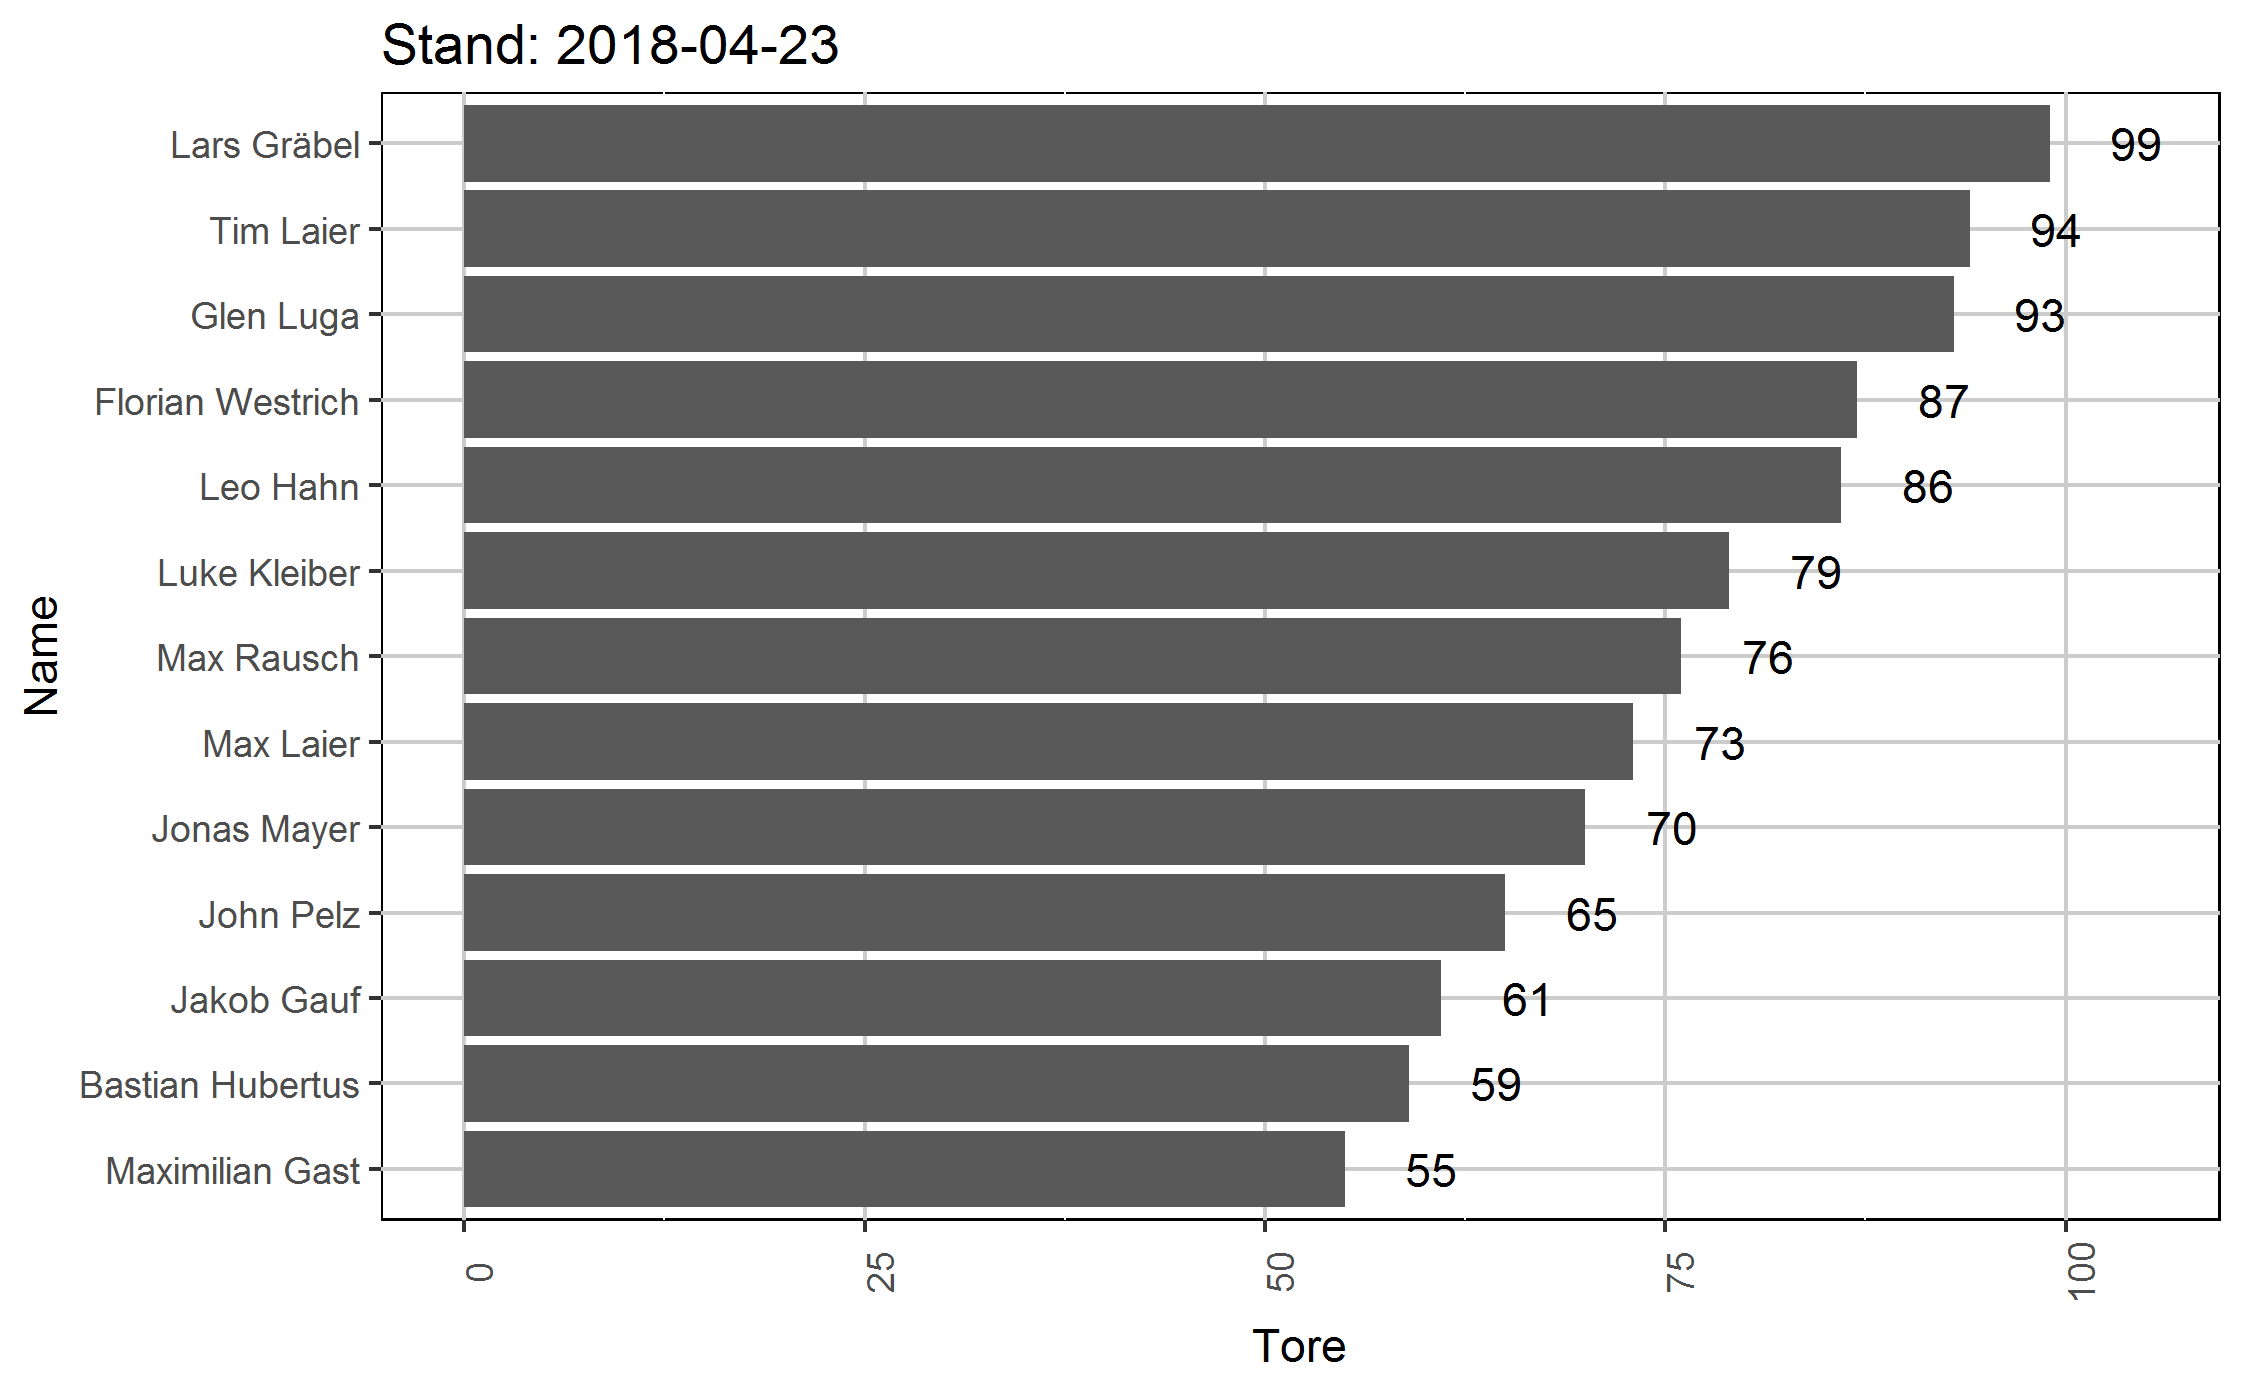 Stand: 2018-04-23
Lars Gräbel 99
Tim Laier 94
Glen Luga 93
Florian Westrich 87
Leo Hahn 86
Luke Kleiber 79
Max Rausch 76
Max Laier 73
Jonas Mayer 70
John Pelz 65
Jakob Gauf 61
Bastian Hubertus 59
Maximilian Gast 55
Name
0 25 50 75 100
Tore